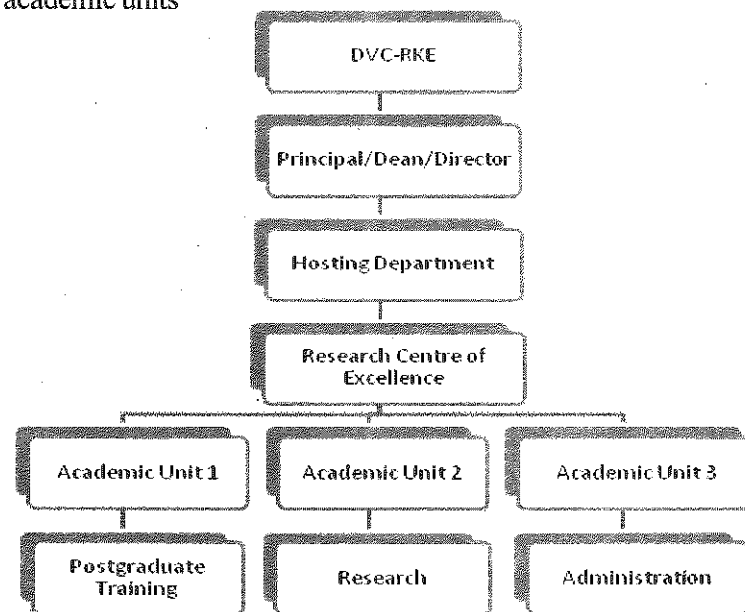 academic units
DVC-RKE
Principal/Dean/Director
Hosting Department
Research Centre of
Excellence
Academic Unit 1
Academic Unit 2
Academic Unit 3
Postgraduate
Training
Research
Administration